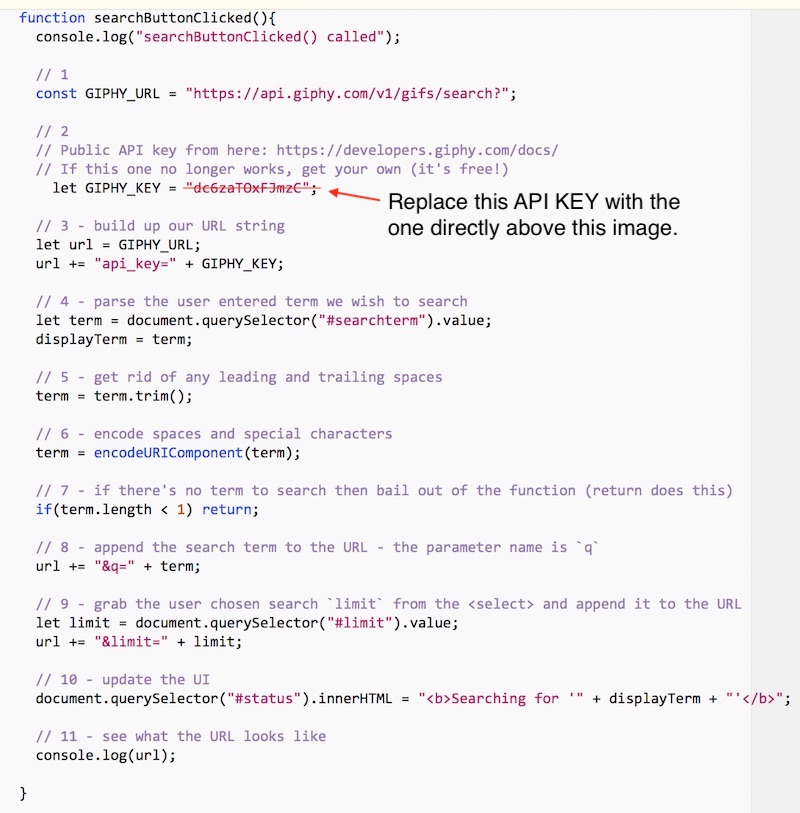 function searchButtonClicked(){
console.log("searchButtonClicked() called");
// 1
const GIPHY_URL = "https://api.giphy.com/v1/gifs/search?";
// 2
// Public API key from here: https://developers.giphy.com/docs/
// If this one no longer works, get your own (it's free!)
let GIPHY_KEY = "dc6zaTOxFJmzC";
Replace this API KEY with the
one directly above this image.
// 3 - build up our URL string
let url = GIPHY_URL;
url += "api_key=" + GIPHY_KEY;
// 4 - parse the user entered term we wish to search
let term = document.querySelector("#searchterm").value;
displayTerm = term;
// 5 - get rid of any leading and trailing spaces
term = term.trim();
// 6 - encode spaces and special characters
term = encodeURIComponent(term);
// 7 - if there's no term to search then bail out of the function (return does this)
if(term.length < 1) return;
// 8 - append the search term to the URL - the parameter name is `q`
url += "&q=" + term;
// 9 - grab the user chosen search `limit` from the <select> and append it to the URL
let limit = document.querySelector("#limit").value;
url += "&limit=" + limit;
// 10 - update the UI
document.querySelector("#status").innerHTML = "<b>Searching for '" + displayTerm + "'</b>";
// 11 - see what the URL looks like
console.log(url);
}